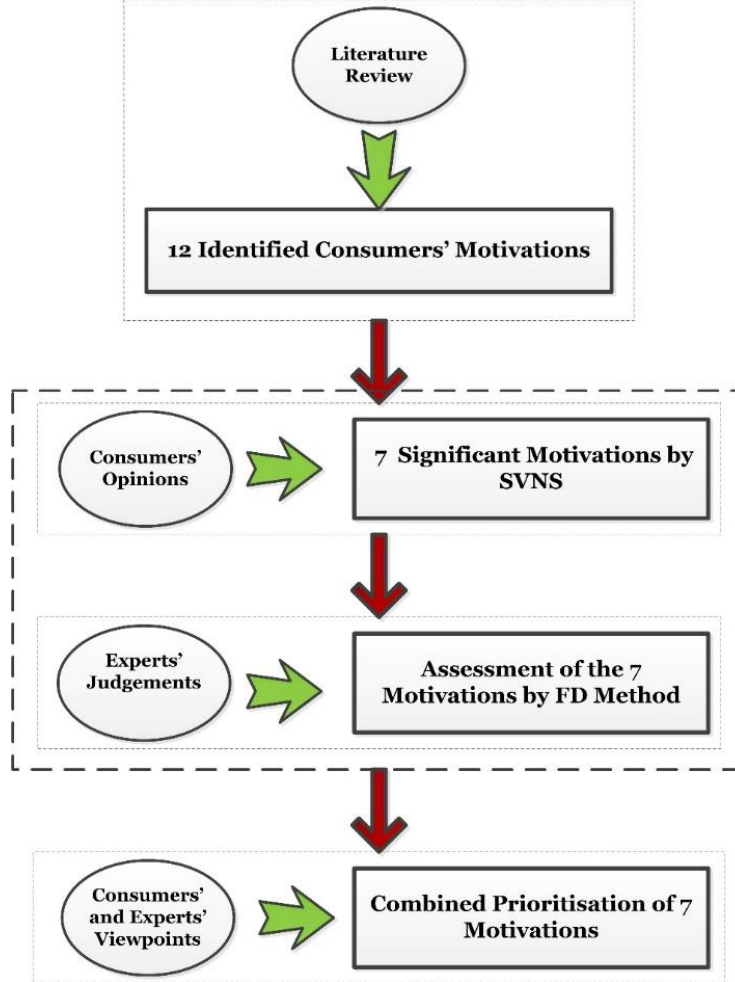 Literature
Review
12 Identified Consumers’ Motivations
Consumers’
Opinions
7 Significant Motivations by
SVNS
Experts’
Judgements
Assessment of the 7
Motivations by FD Method
Consumers’
and Experts’
Viewpoints
Combined Prioritisation of 7
Motivations